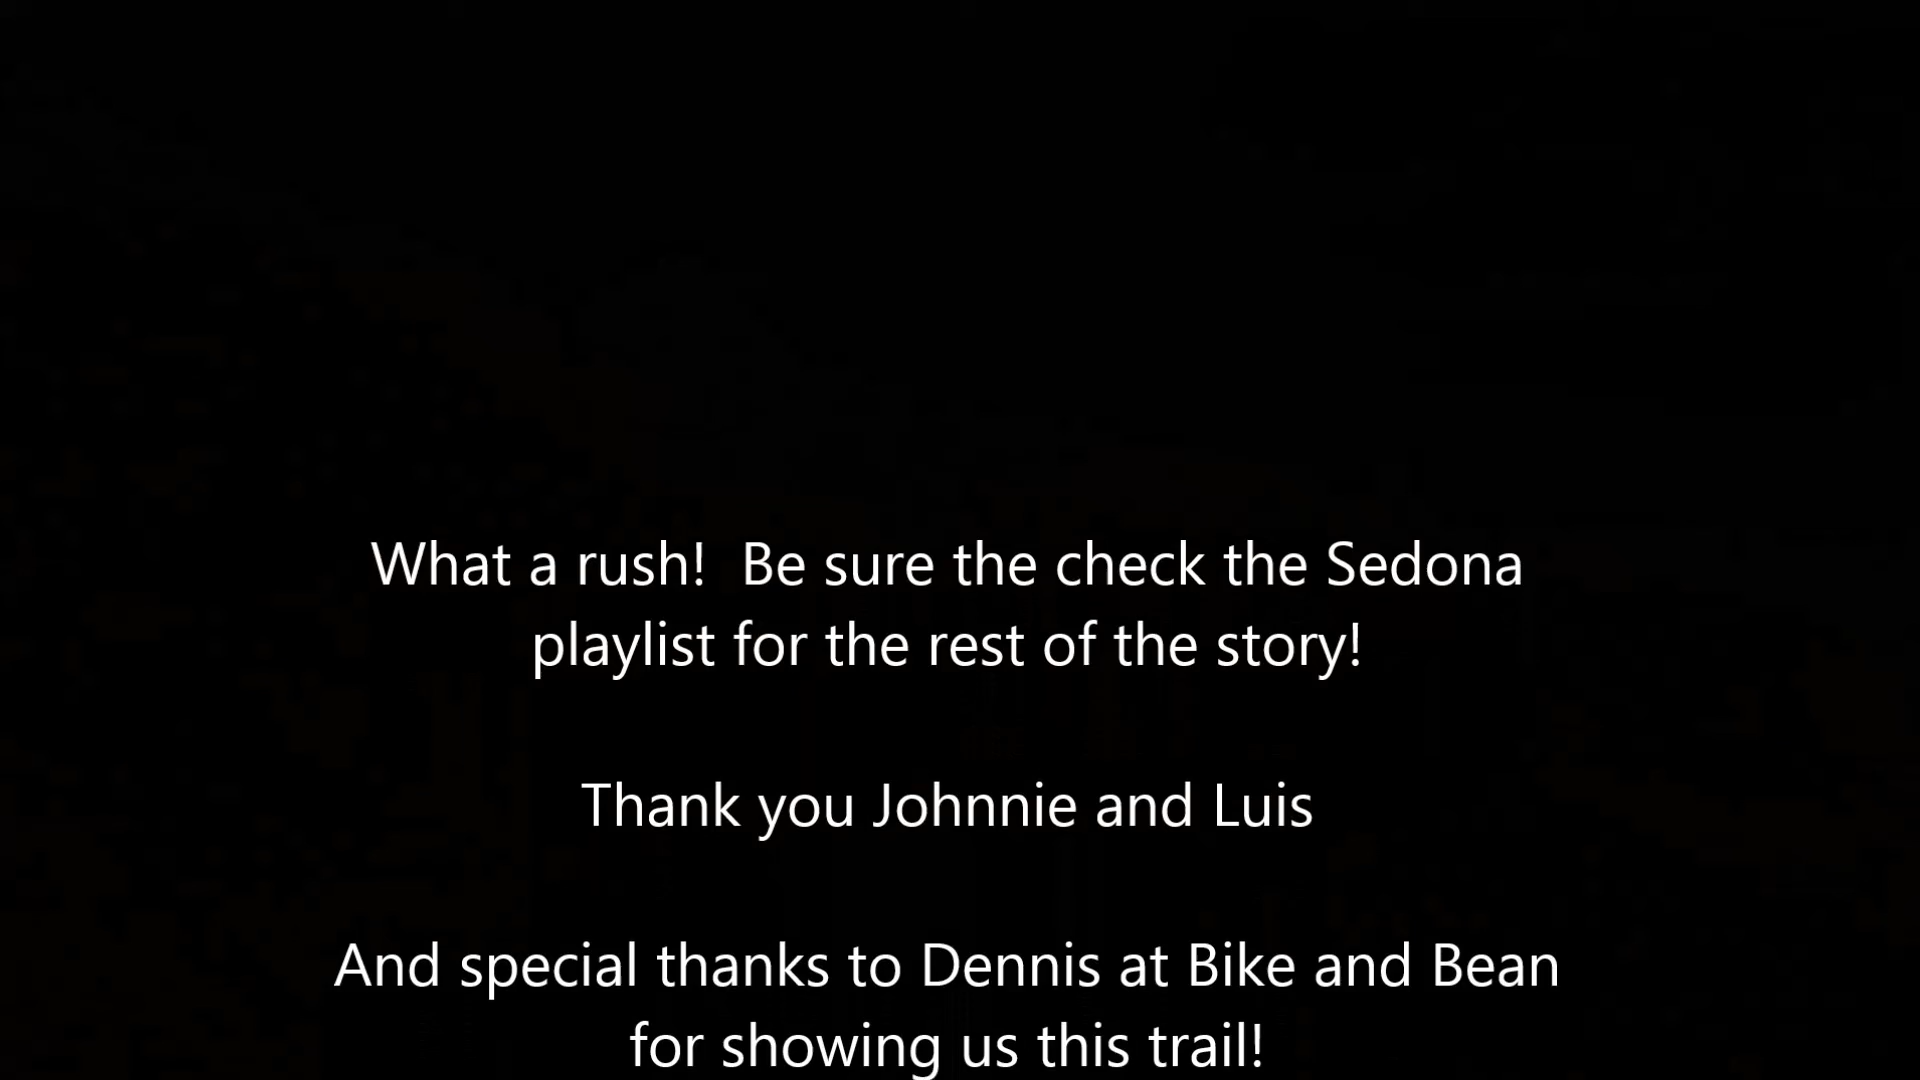 What a rush!  Be sure the check the Sedona
playlist for the rest of the story!
Thank you Johnnie and Luis
And special thanks to Dennis at Bike and Bean
for showing us this trail!